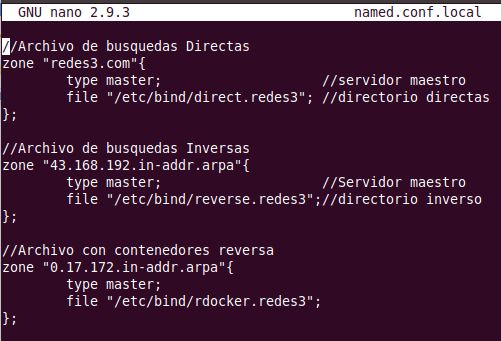 GNU nano 2.9.3 named.conf.local
//Archivo de busquedas Directas
zone "redes3.com"{
type master; //servidor maestro
file "/etc/bind/direct.redes3"; //directorio directas
};
//Archivo de busquedas Inversas
zone "43.168.192.in-addr.arpa"{
type master; //Servidor maestro
file "/etc/bind/reverse.redes3";//directorio inverso
};
//Archivo con contenedores reversa
zone "0.17.172.in-addr.arpa"{
type master;
file "/etc/bind/rdocker.redes3";
};